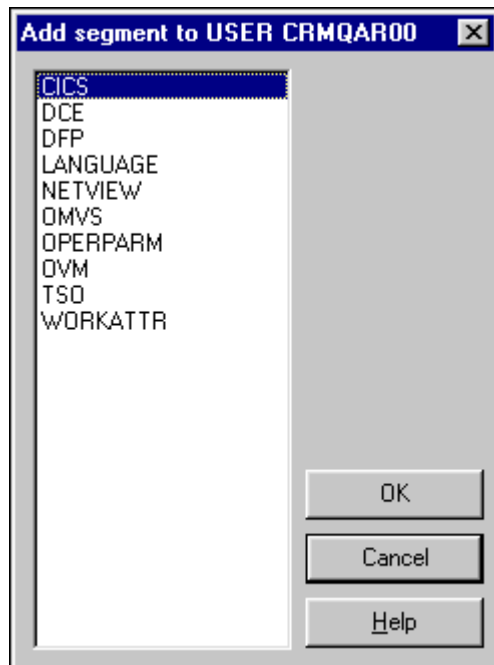 Add segment to USER CRMQAR00
CICS
DCE
DFP
LANGUAGE
NETVIEW
OMVS
OPERPARM
OVM
TSO
WORKATTR
OK
Cancel
Help